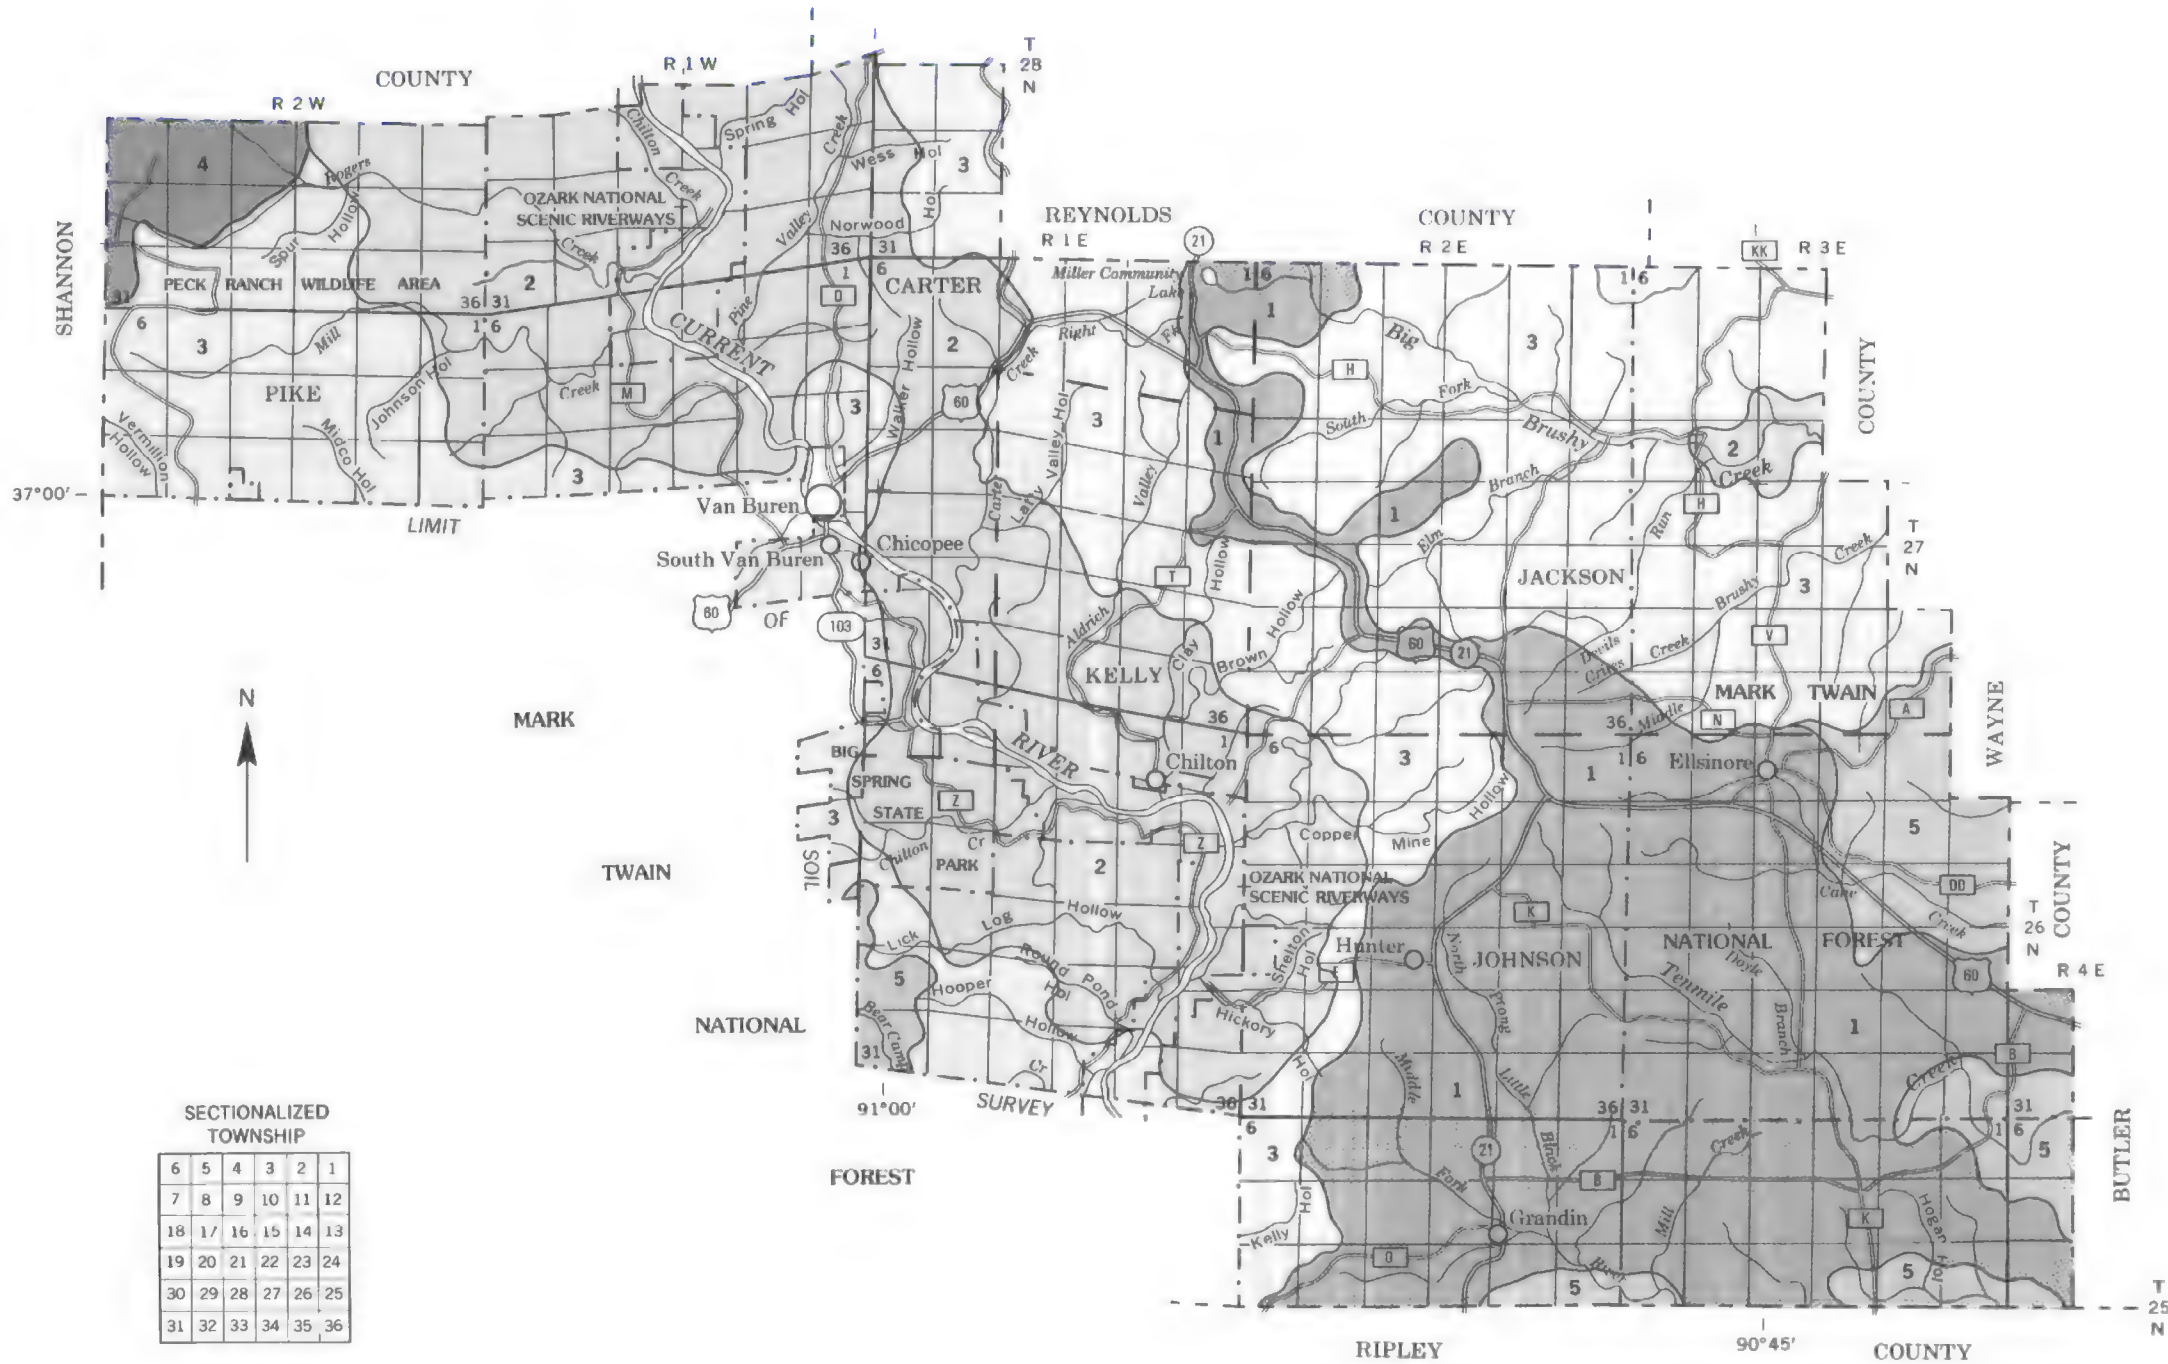 COUNTY
R 1 W
T
28
N
R 2 W
4
Chilton
Creek
Spring Hol
Creek
Wess Hol
3
Rogers
Hollow
Spur
OZARK NATIONAL
SCENIC RIVERWAYS
Creek
Valley
Norwood
Hol
36 31
1 6
SHANNON
31
PECK RANCH WILDLIFE AREA
36 31
1 6
2
Pine
D
CARTER
6
3
Mill
PIKE
Johnson Hol
Midco Hol
Vermillion
Hollow
Creek
M
CURRENT
3
Walker Hollow
2
60
3
37°00'
LIMIT
REYNOLDS
COUNTY
R 1 E
21
R 2 E
KK
R 3 E
Miller Community
Lake
1 6
1
1 6
Right
Fk
Creek
Big
3
H
Fork
South
Brushy
3
Valley Hol
Latty
Carter
1
Valley
2
Creek
COUNTY
1
Branch
Elm
Run
H
T
27
N
Creek
Van Buren
South Van Buren
Chicopee
60
OF
103
T
Hollow
Aldrich
Clay
Hollow
Brown
JACKSON
Brushy
3
V
60
21
Devils
Crites
Creek
31
6
KELLY
36
1
6
MARK TWAIN
A
N
36
Middle
1 6
WAYNE
N
MARK
BIG
SPRING
STATE
PARK
RIVER
Chilton
3
Hollow
1
Ellsinore
Z
3
SOIL
Chilton
Cr
Z
2
Copper
Mine
5
TWAIN
OZARK NATIONAL
SCENIC RIVERWAYS
DD
Cane
Creek
COUNTY
T
26
N
R 4 E
Lick Log Hollow
K
Shelton
Hol
Hunter
E
North
Prong
JOHNSON
NATIONAL FOREST
Doyle
Branch
Tenmile
60
5
Round Pond
Hol
Hooper
Hollow
Hickory
Hol
Bear Camp
Cr
31
NATIONAL
1
B
Creek
Middle
1
Little
Black
91°00'
SURVEY
36 31
6
36 31
1 6
31
1 6
5
BUTLER
SECTIONALIZED
TOWNSHIP
6 5 4 3 2 1
7 8 9 10 11 12
18 17 16 15 14 13
19 20 21 22 23 24
30 29 28 27 26 25
31 32 33 34 35 36
FOREST
3
Hol
Kelly
21
Fork
Creek
B
Mill
Grandin
O
River
5
K
Hogan
Hol
5
T
25
N
RIPLEY
90°45'
COUNTY